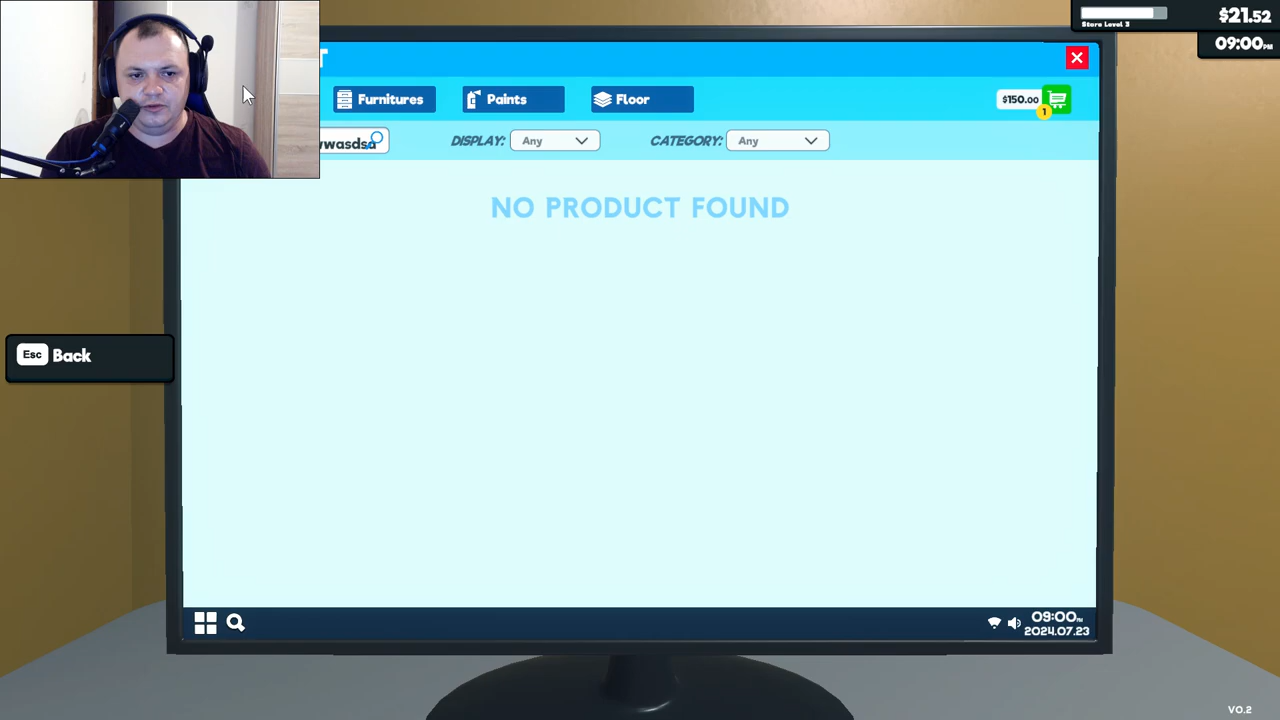 $21.52
Store Level 3
09:00PM
T
Furnitures
Paints
Floor
$150.00
1
wasdsa
DISPLAY: Any
CATEGORY: Any
NO PRODUCT FOUND
Esc Back
09:00PM
2024.07.23
V0.2